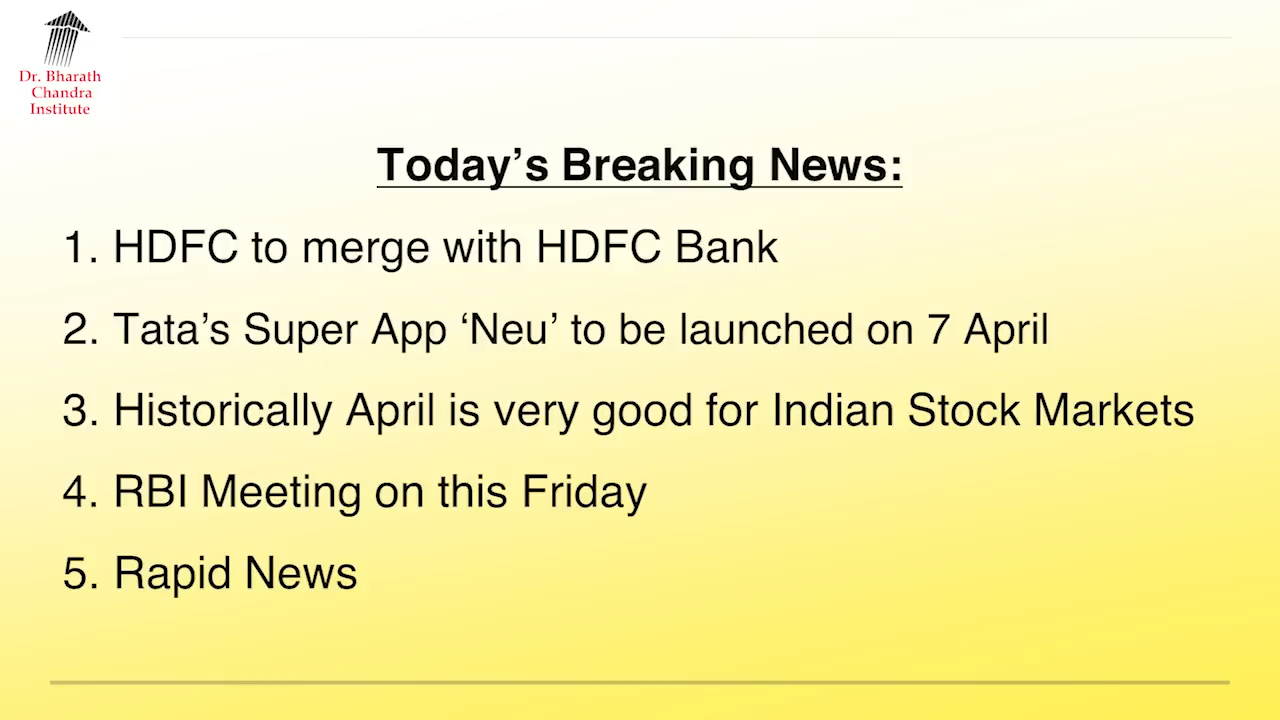 Dr. Bharath
Chandra
Institute
Today’s Breaking News:
1. HDFC to merge with HDFC Bank
2. Tata’s Super App ‘Neu’ to be launched on 7 April
3. Historically April is very good for Indian Stock Markets
4. RBI Meeting on this Friday
5. Rapid News